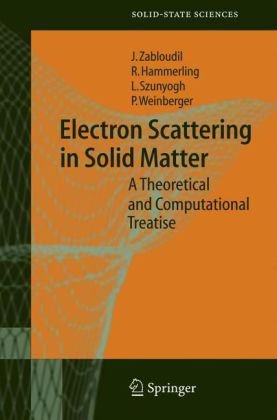 SOLID-STATE SCIENCES
J. Zabloudil
R. Hammerling
L. Szunyogh
P. Weinberger
Electron Scattering
in Solid Matter
A Theoretical
and Computational
Treatise
Springer